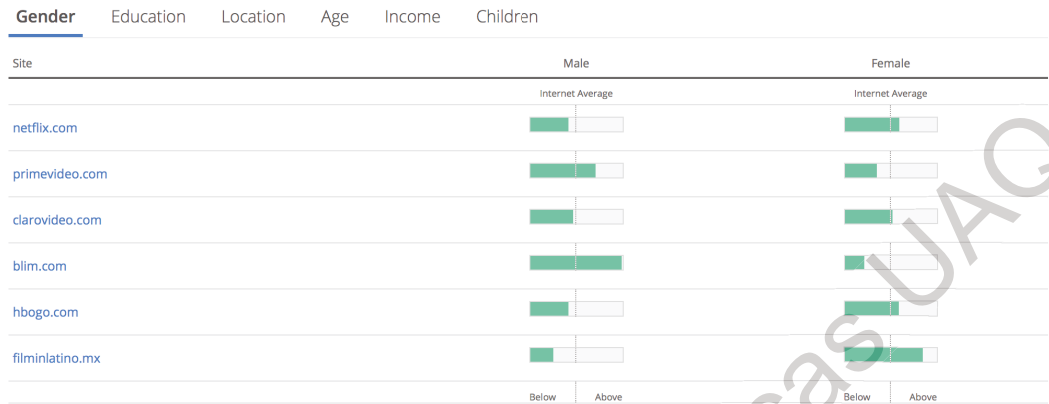 Gender Education Location Age Income Children
Site Male Female
Internet Average Internet Average
netflix.com
primevideo.com
clarovideo.com
blim.com
hbogo.com
filminlatino.mx
Below Above Below Above
UAQ